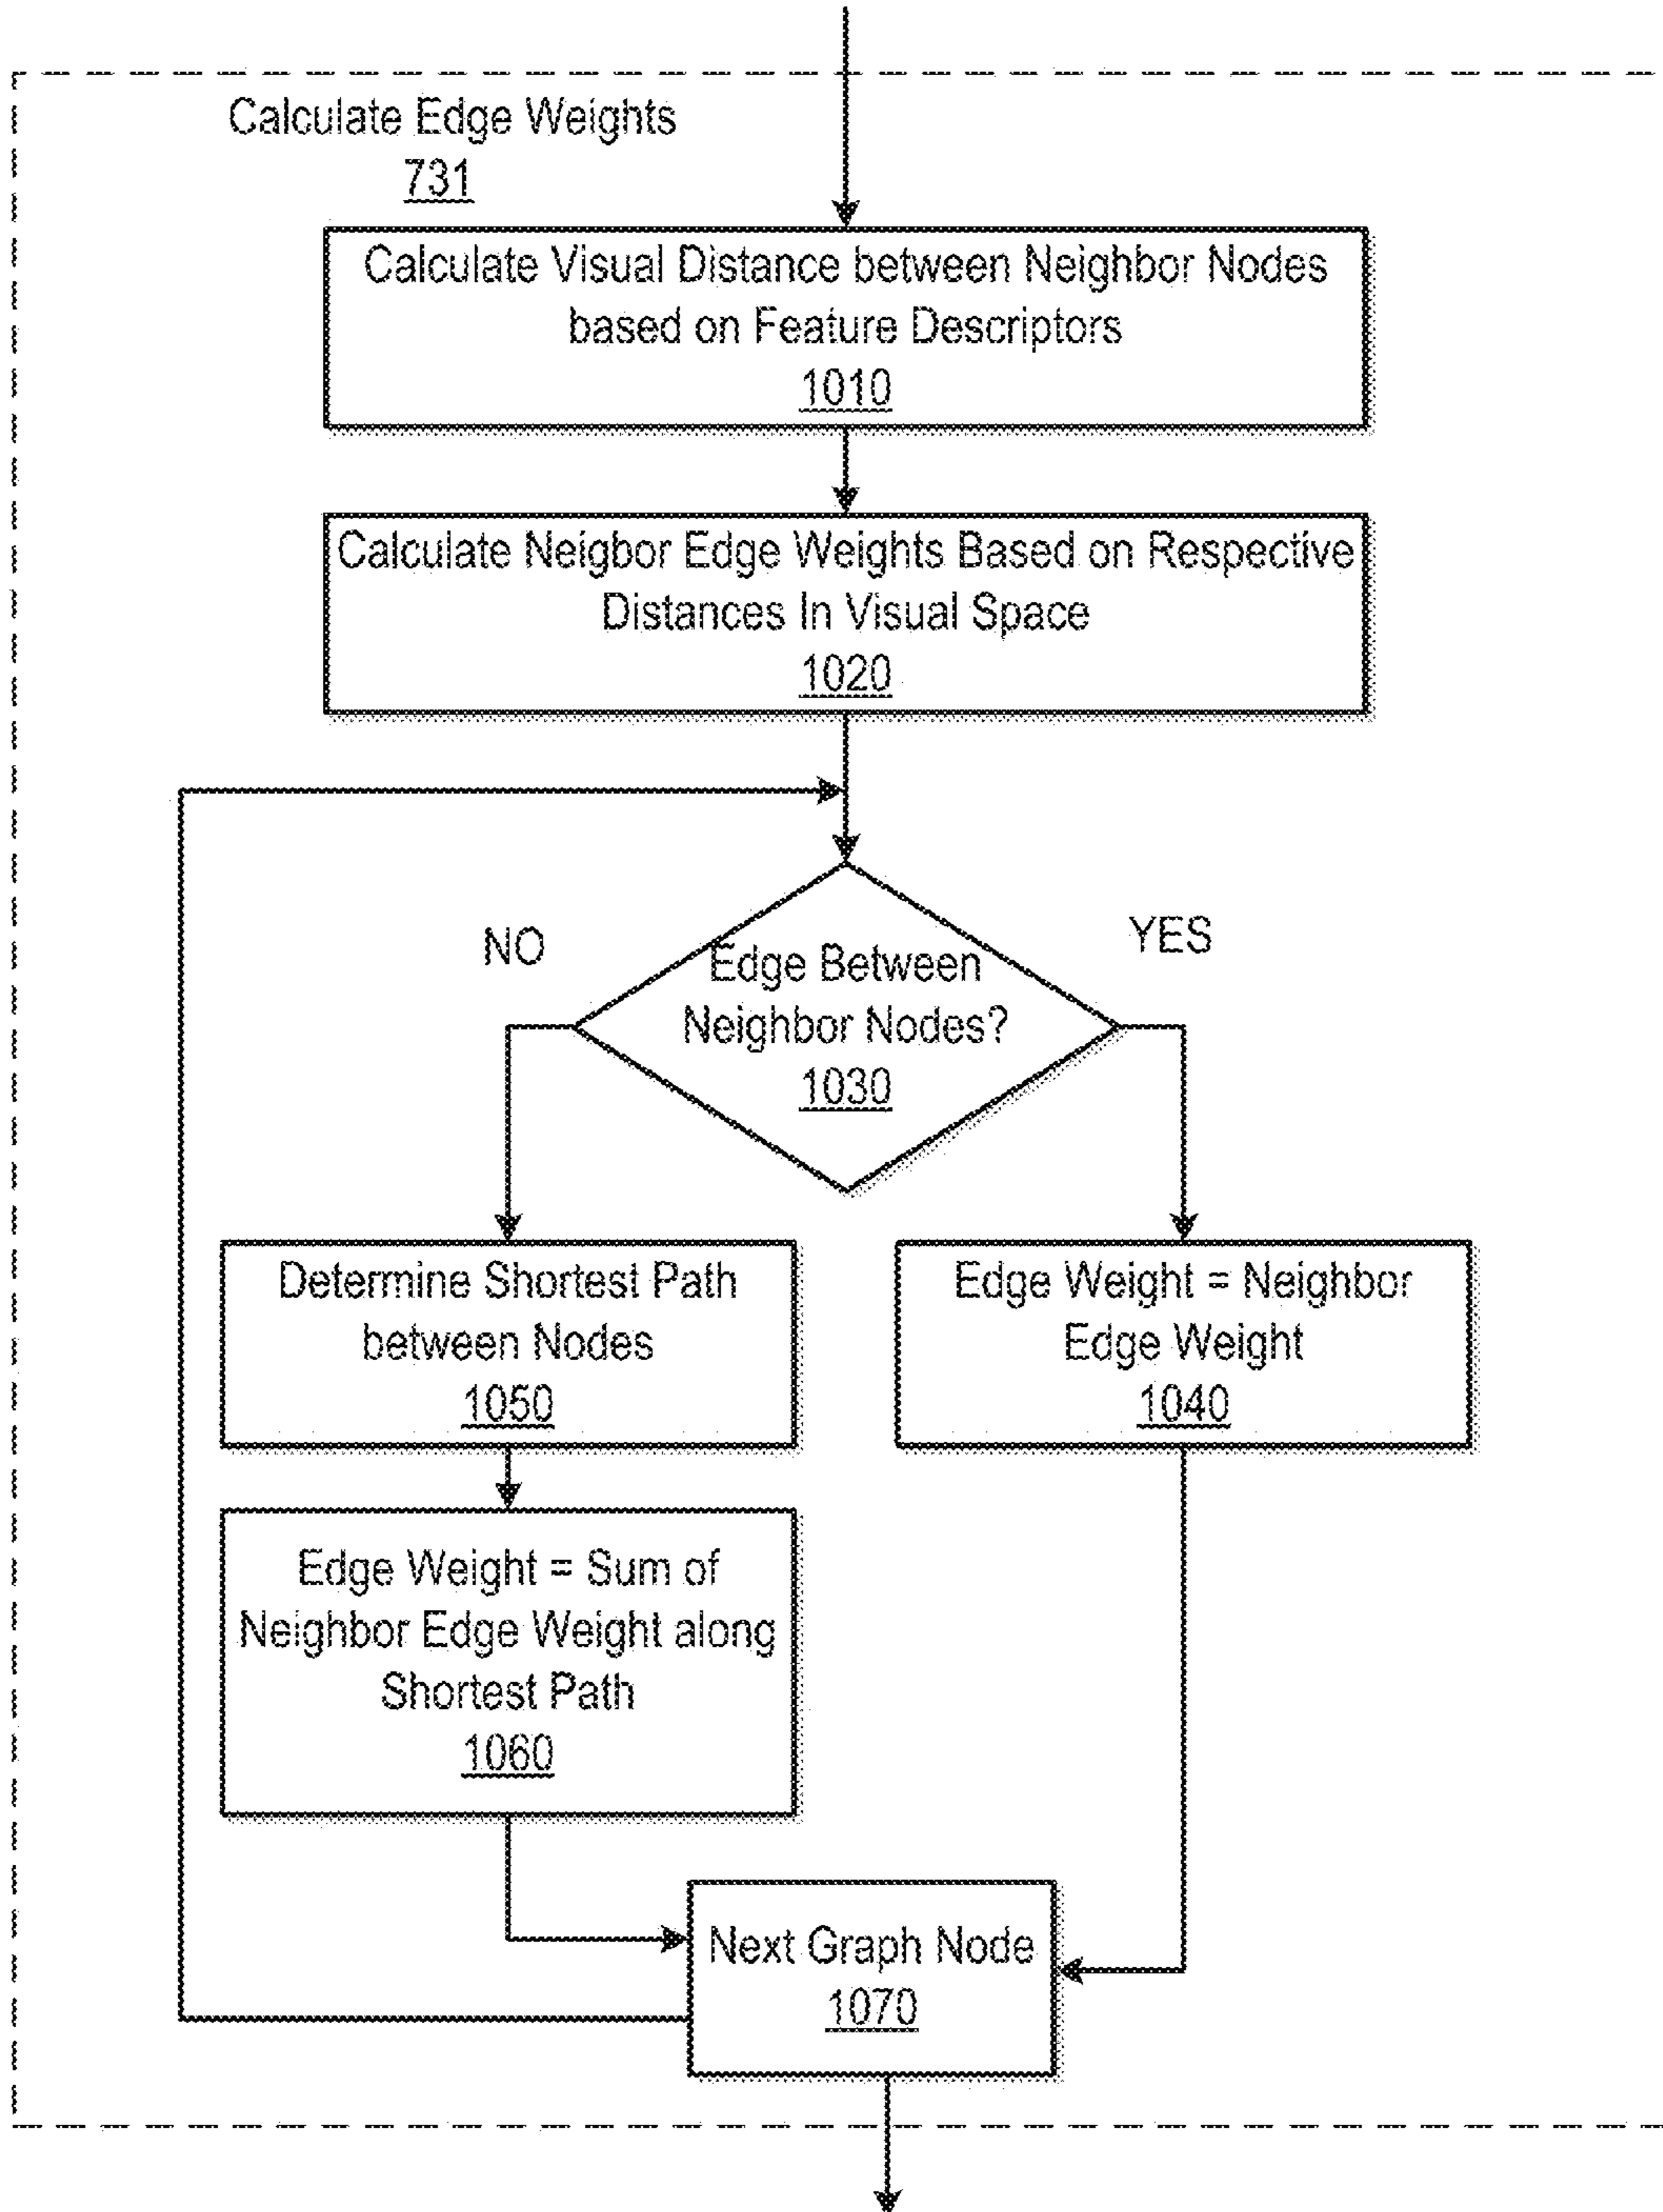 Calculate Edge Weights
731
Calculate Visual Distance between Neighbor Nodes
based on Feature Descriptors
1010
Calculate Neigbor Edge Weights Based on Respective
Distances In Visual Space
1020
NO
YES
Edge Between
Neighbor Nodes?
1030
Determine Shortest Path
between Nodes
1050
Edge Weight = Neighbor
Edge Weight
1040
Edge Weight = Sum of
Neighbor Edge Weight along
Shortest Path
1060
Next Graph Node
1070